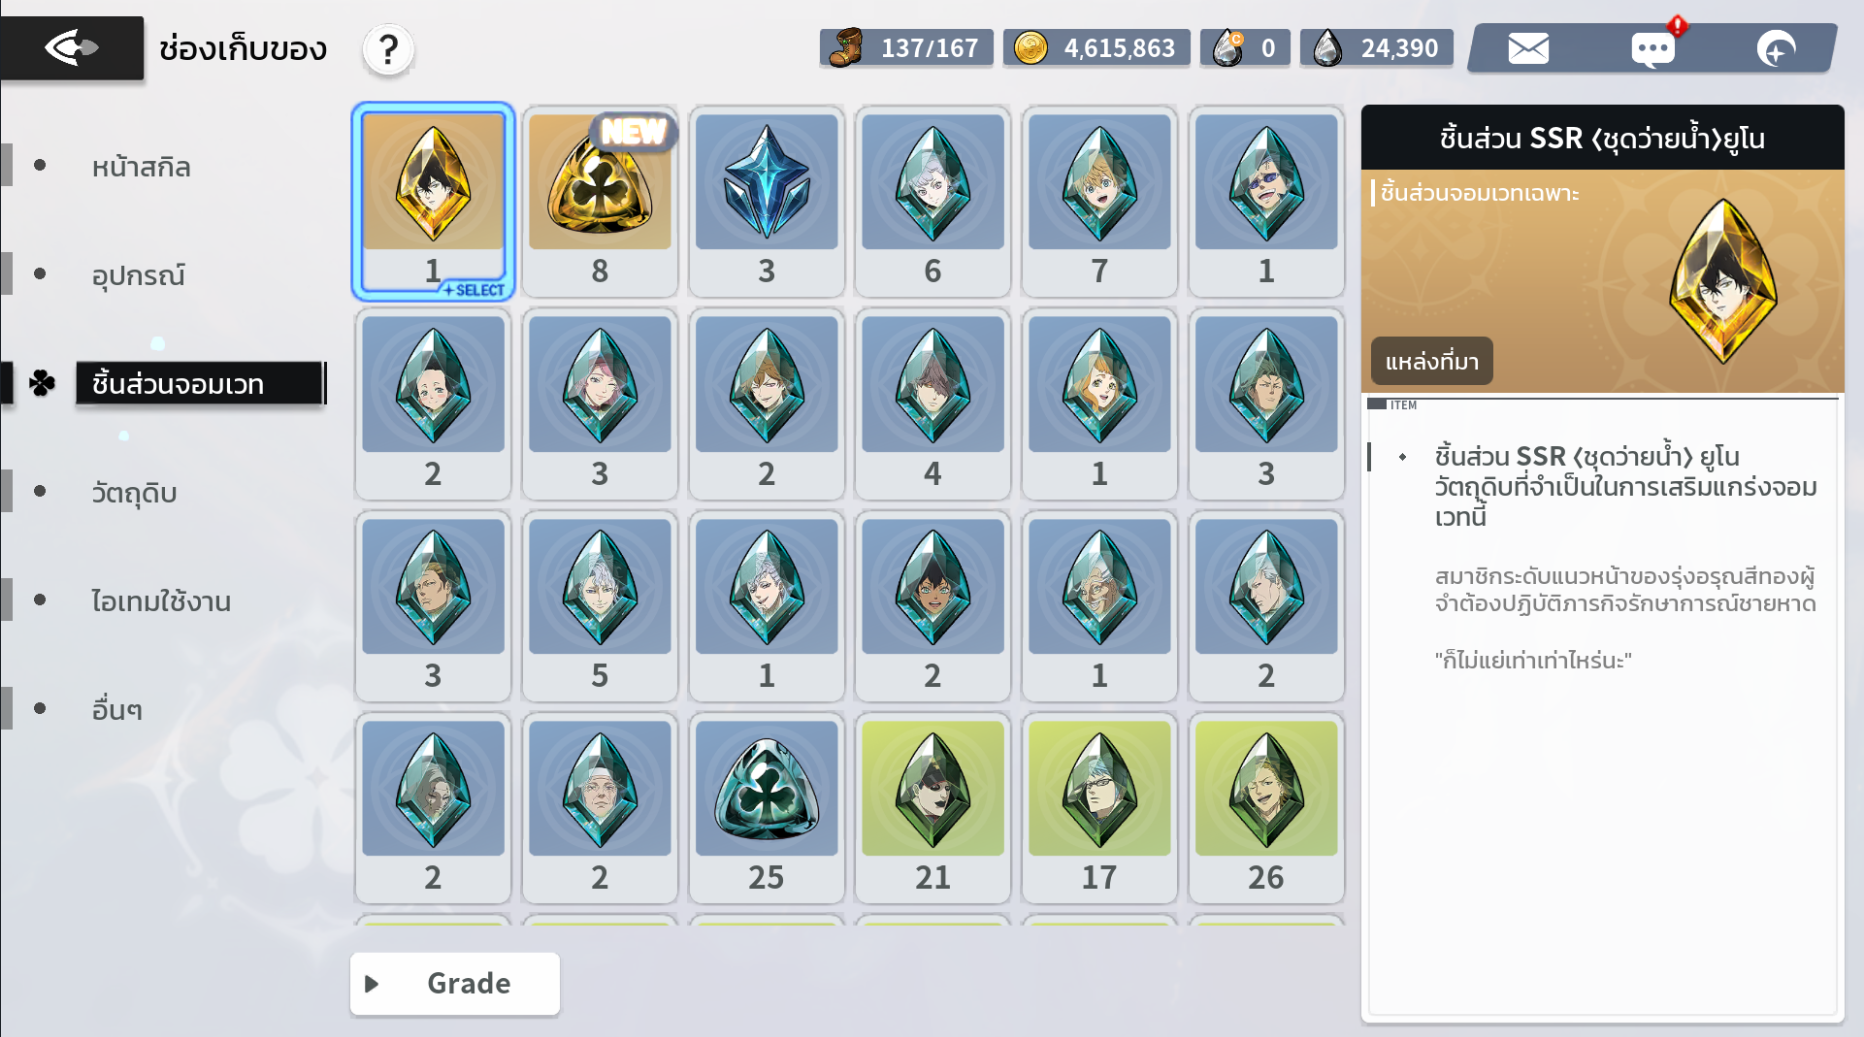 ช่องเก็บของ
?
137/167
4,615,863
C
0
24,390
หน้าสกิล
อุปกรณ์
ชิ้นส่วนจอมเวท
วัตถุดิบ
ไอเทมใช้งาน
อื่นๆ
1
SELECT
NEW
8
3
6
7
1
2
3
2
4
1
3
3
5
1
2
1
2
2
2
25
21
17
26
Grade
ชิ้นส่วน SSR 〈ชุดว่ายน้ำ〉ยูโน
ชิ้นส่วนจอมเวทเฉพาะ
แหล่งที่มา
ITEM
ชิ้นส่วน SSR 〈ชุดว่ายน้ำ〉 ยูโน
วัตถุดิบที่จำเป็นในการเสริมแกร่งจอม
เวทนี้
สมาชิกระดับแนวหน้าของรุ่งอรุณสีทองผู้
จำต้องปฏิบัติภารกิจรักษาการณ์ชายหาด
"ก็ไม่แย่เท่าเท่าไหร่นะ"